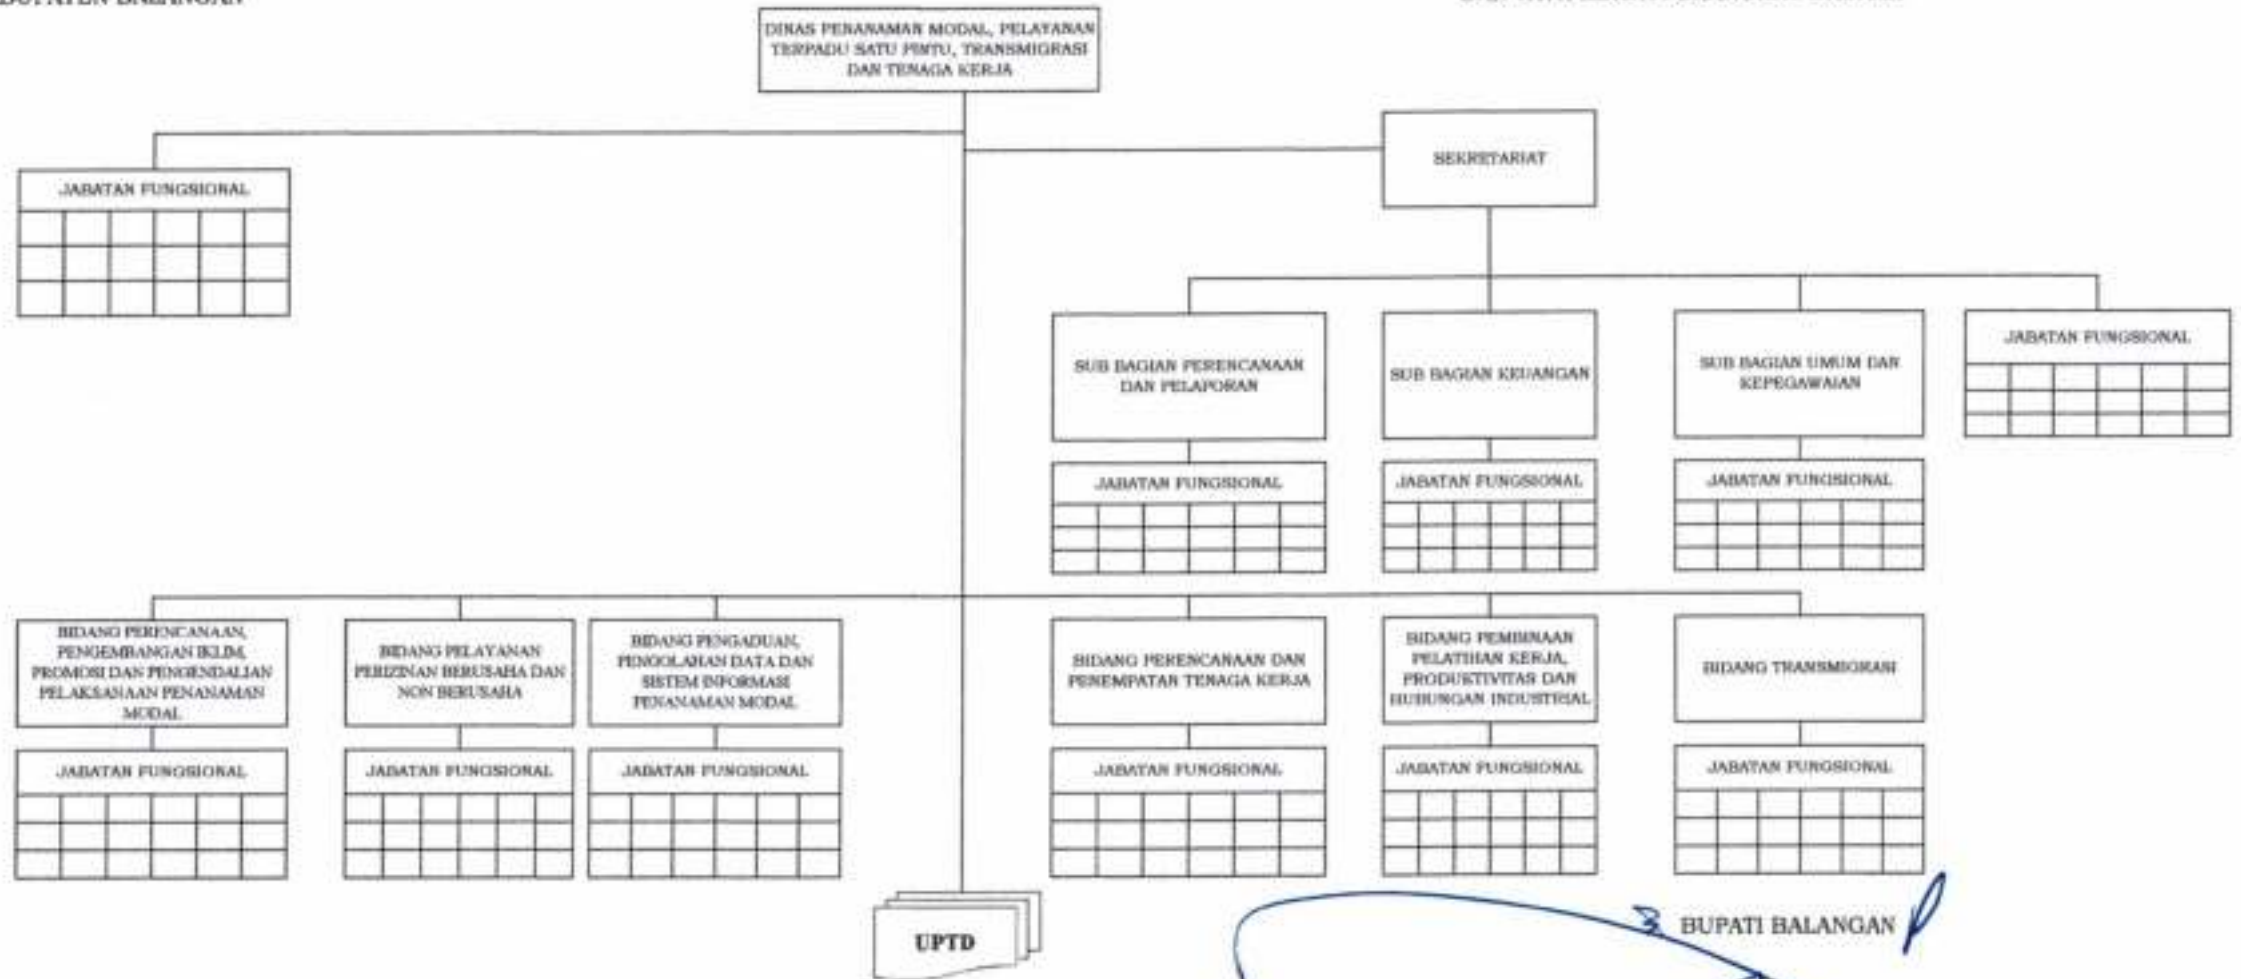 DINAS PENANAMAN MODAL, PELAYANAN
TERPADU SATU PINTU, TRANSMIGRASI
DAN TENAGA KERJA
SEKRETARIAT
JABATAN FUNGSIONAL
SUB BAGIAN PERENCANAAN
DAN PELAPORAN
SUB BAGIAN KEUANGAN
SUB BAGIAN UMUM DAN
KEPEGAWAIAN
JABATAN FUNGSIONAL
JABATAN FUNGSIONAL
JABATAN FUNGSIONAL
JABATAN FUNGSIONAL
BIDANG PERENCANAAN,
PENGEMBANGAN IKLIM,
PROMOSI DAN PENGENDALIAN
PELAKSANAAN PENANAMAN
MODAL
BIDANG PELAYANAN
PERIZINAN BERUSAHA DAN
NON BERUSAHA
BIDANG PENGADUAN,
PENGOLAHAN DATA DAN
SISTEM INFORMASI
PENANAMAN MODAL
BIDANG PERENCANAAN DAN
PENEMPATAN TENAGA KERJA
BIDANG PEMBINAAN
PELATIHAN KERJA,
PRODUKTIVITAS DAN
HUBUNGAN INDUSTRIAL
BIDANG TRANSMIGRASI
JABATAN FUNGSIONAL
JABATAN FUNGSIONAL
JABATAN FUNGSIONAL
JABATAN FUNGSIONAL
JABATAN FUNGSIONAL
JABATAN FUNGSIONAL
UPTD
BUPATI BALANGAN